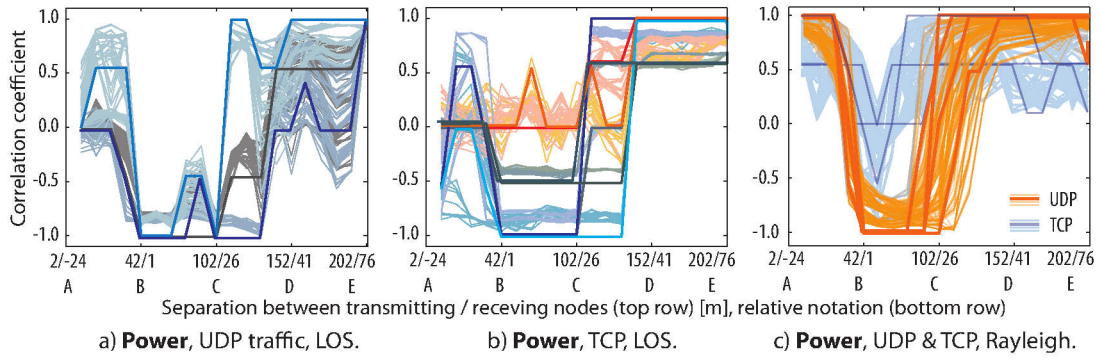 Correlation coefficient
1.0
0.5
0.0
-0.5
-1.0
2/-24 42/1 102/26 152/41 202/76
A B C D E
1.0
0.5
0.0
-0.5
-1.0
2/-24 42/1 102/26 152/41 202/76
A B C D E
1.0
0.5
0.0
-0.5
-1.0
UDP
TCP
2/-24 42/1 102/26 152/41 202/76
A B C D E
Separation between transmitting / receving nodes (top row) [m], relative notation (bottom row)
a) Power, UDP traffic, LOS.
b) Power, TCP, LOS.
c) Power, UDP & TCP, Rayleigh.